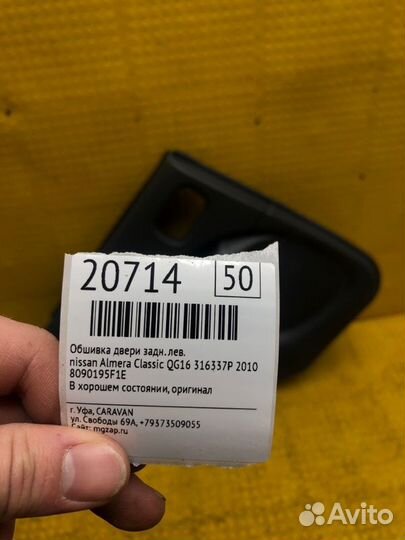 20714 50
Обшивка двери задн. лев.
nissan Almera Classic QG16 316337P 2010
8090195F1E
В хорошем состоянии, оригинал
г. Уфа, CARAVAN
ул. Свободы 69А, +79373509055
Сайт: mgzap.ru
Avito